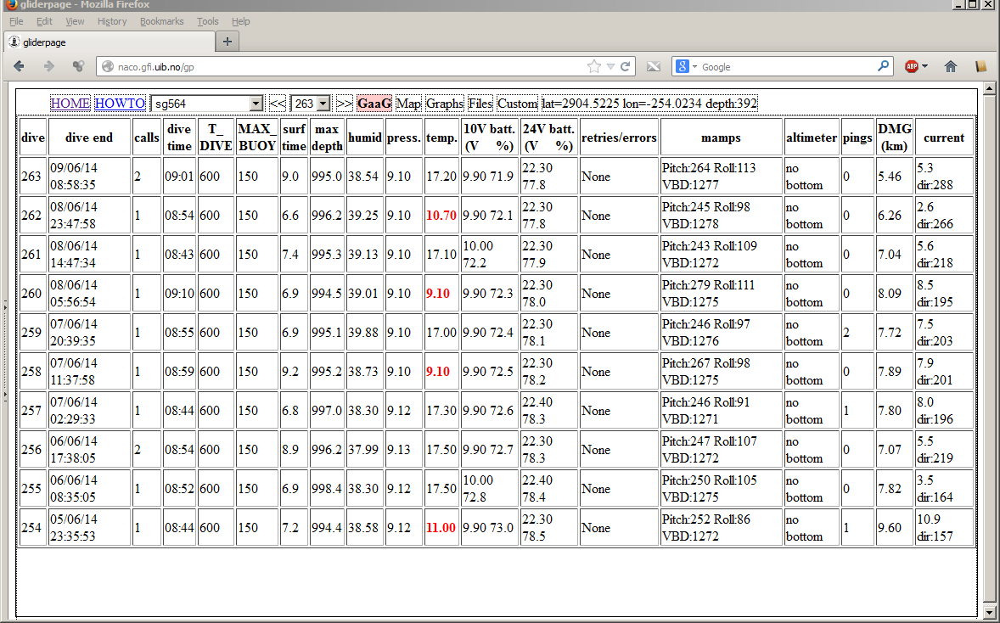 gliderpage - Mozilla Firefox
File Edit View History Bookmarks Tools Help
gliderpage
naco.gfi.uib.no/gp Google
HOME HOWTO sg564 << 263 >> GaaG Map Graphs Files Custom lat=2904.5225 lon=-254.0234 depth:392
dive dive end calls dive time T_ DIVE MAX_ BUOY surf time max depth humid press. temp. 10V batt. (V %) 24V batt. (V %) retries/errors mamps altimeter pings DMG (km) current
263 09/06/14 08:58:35 2 09:01 600 150 9.0 995.0 38.54 9.10 17.20 9.90 71.9 22.30 77.8 None Pitch:264 Roll:113 VBD:1277 no bottom 0 5.46 5.3 dir:288
262 08/06/14 23:47:58 1 08:54 600 150 6.6 996.2 39.25 9.10 10.70 9.90 72.1 22.30 77.8 None Pitch:245 Roll:98 VBD:1278 no bottom 0 6.26 2.6 dir:266
261 08/06/14 14:47:34 1 08:43 600 150 7.4 995.3 39.13 9.10 17.10 10.00 72.2 22.30 77.9 None Pitch:243 Roll:109 VBD:1272 no bottom 0 7.04 5.6 dir:218
260 08/06/14 05:56:54 1 09:10 600 150 6.9 994.5 39.01 9.10 9.10 9.90 72.3 22.30 78.0 None Pitch:279 Roll:111 VBD:1275 no bottom 0 8.09 8.5 dir:195
259 07/06/14 20:39:35 1 08:55 600 150 6.9 995.1 39.88 9.10 17.00 9.90 72.4 22.30 78.1 None Pitch:246 Roll:97 VBD:1276 no bottom 2 7.72 7.5 dir:203
258 07/06/14 11:37:58 1 08:59 600 150 9.2 995.2 38.73 9.10 9.10 9.90 72.5 22.30 78.2 None Pitch:267 Roll:98 VBD:1275 no bottom 0 7.89 7.9 dir:201
257 07/06/14 02:29:33 1 08:44 600 150 6.8 997.0 38.30 9.12 17.30 9.90 72.6 22.40 78.3 None Pitch:246 Roll:91 VBD:1271 no bottom 1 7.80 8.0 dir:196
256 06/06/14 17:38:05 2 08:54 600 150 8.9 996.2 37.99 9.13 17.50 9.90 72.7 22.30 78.3 None Pitch:247 Roll:107 VBD:1272 no bottom 0 7.07 5.5 dir:219
255 06/06/14 08:35:05 1 08:52 600 150 6.9 998.4 38.30 9.12 17.50 10.00 72.8 22.40 78.4 None Pitch:250 Roll:105 VBD:1275 no bottom 0 7.82 3.5 dir:164
254 05/06/14 23:35:53 1 08:44 600 150 7.2 994.4 38.58 9.12 11.00 9.90 73.0 22.30 78.5 None Pitch:252 Roll:86 VBD:1272 no bottom 1 9.60 10.9 dir:157